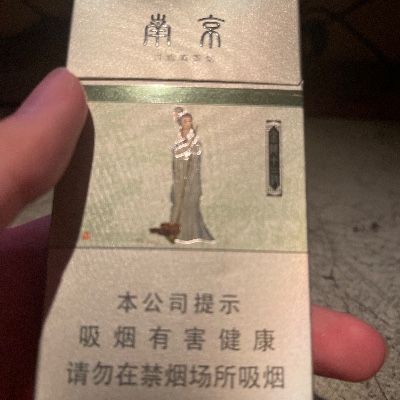 南京
本公司提示
吸烟有害健康
请勿在禁烟场所吸烟